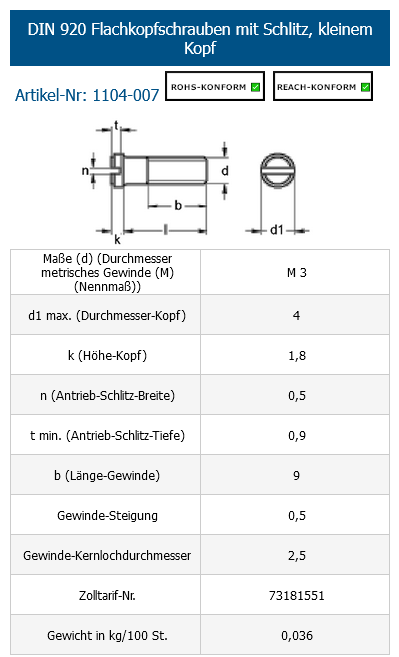 DIN 920 Flachkopfschrauben mit Schlitz, kleinem
Kopf
Artikel-Nr: 1104-007
ROHS-KONFORM
REACH-KONFORM
t
n
d
b
k
l
d1
Maße (d) (Durchmesser
metrisches Gewinde (M)
(Nennmaß))
M 3
d1 max. (Durchmesser-Kopf)
4
k (Höhe-Kopf)
1,8
n (Antrieb-Schlitz-Breite)
0,5
t min. (Antrieb-Schlitz-Tiefe)
0,9
b (Länge-Gewinde)
9
Gewinde-Steigung
0,5
Gewinde-Kernlochdurchmesser
2,5
Zolltarif-Nr.
73181551
Gewicht in kg/100 St.
0,036